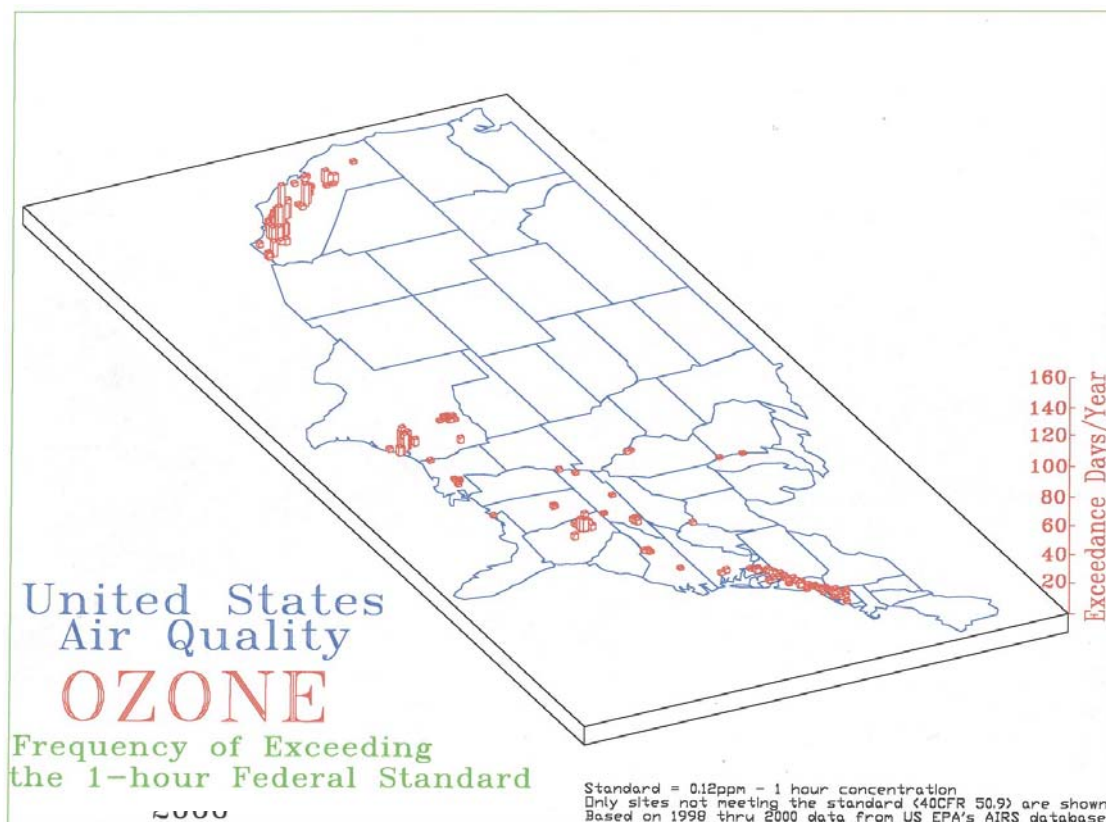 160
140
120
100
80
60
40
20
Exceedance Days/Year
United States
Air Quality
OZONE
Frequency of Exceeding
the 1-hour Federal Standard
2000
Standard = 0.12ppm - 1 hour concentration
Only sites not meeting the standard (40CFR 50.9) are shown
Based on 1998 thru 2000 data from US EPA's AIRS database